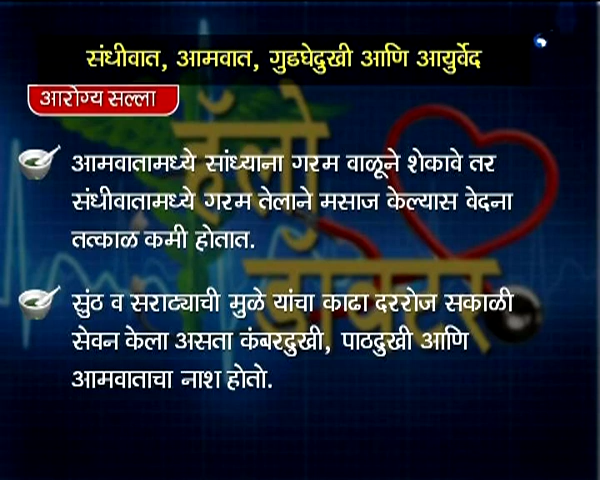 संधीवात, आमवात, गुडघेदुखी आणि आयुर्वेद
आरोग्य सल्ला
आमवातामध्ये सांध्याना गरम वाळूने शेकावे तर
संधीवातामध्ये गरम तेलाने मसाज केल्यास वेदना
तत्काळ कमी होतात.
सुंठ व सराट्याची मुळे यांचा काढा दररोज सकाळी
सेवन केला असता कंबरदुखी, पाठदुखी आणि
आमवाताचा नाश होतो.
हॅलो
डॉक्टर